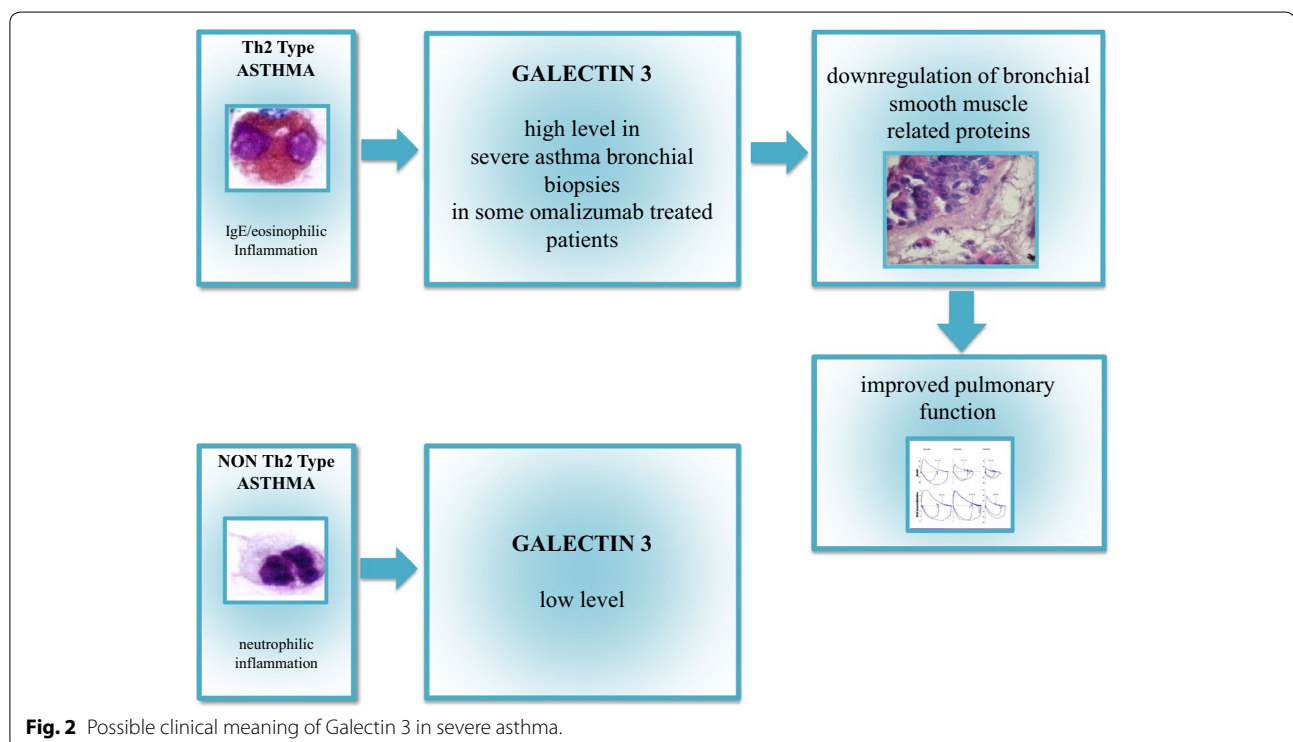 Th2 Type
ASTHMA
IgE/eosinophilic
Inflammation
GALECTIN 3
high level in
severe asthma bronchial
biopsies
in some omalizumab treated
patients
downregulation of bronchial
smooth muscle
related proteins
improved pulmonary
function
NON Th2 Type
ASTHMA
neutrophilic
inflammation
GALECTIN 3
low level
Fig. 2 Possible clinical meaning of Galectin 3 in severe asthma.